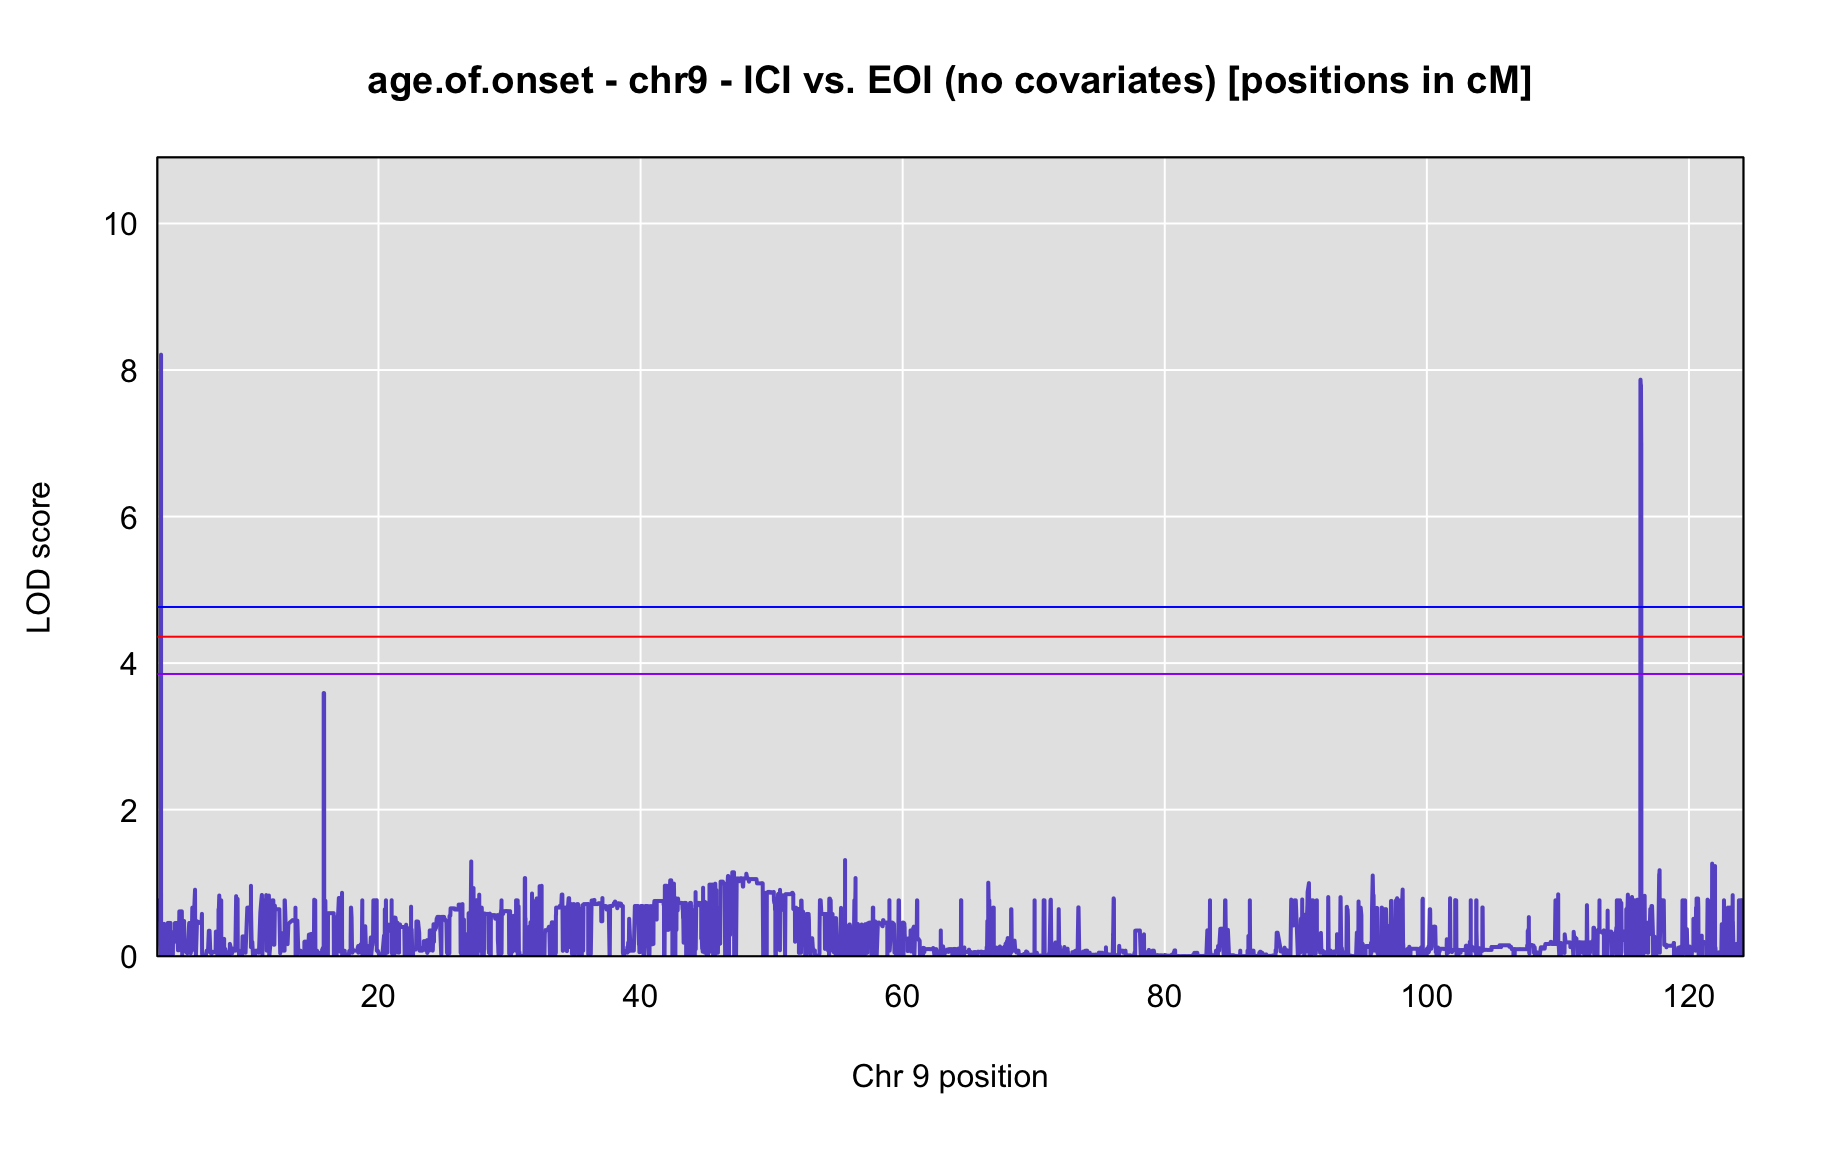 age.of.onset - chr9 - ICI vs. EOI (no covariates) [positions in cM]
10
8
6
4
2
0
LOD score
20 40 60 80 100 120
Chr 9 position